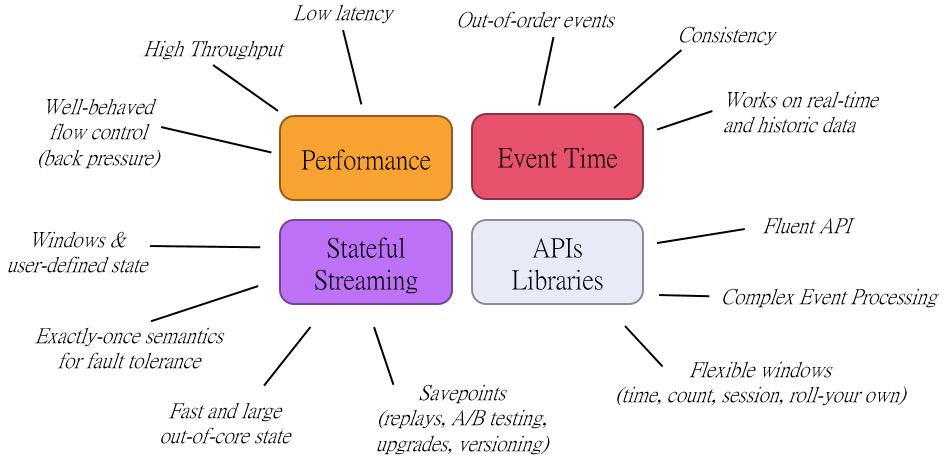 Low latency
High Throughput
Well-behaved
flow control
(back pressure)
Performance
Out-of-order events
Consistency
Works on real-time
and historic data
Event Time
Windows &
user-defined state
Exactly-once semantics
for fault tolerance
Fast and large
out-of-core state
Savepoints
(replays, A/B testing,
upgrades, versioning)
Stateful
Streaming
APIs
Libraries
Fluent API
Complex Event Processing
Flexible windows
(time, count, session, roll-your own)